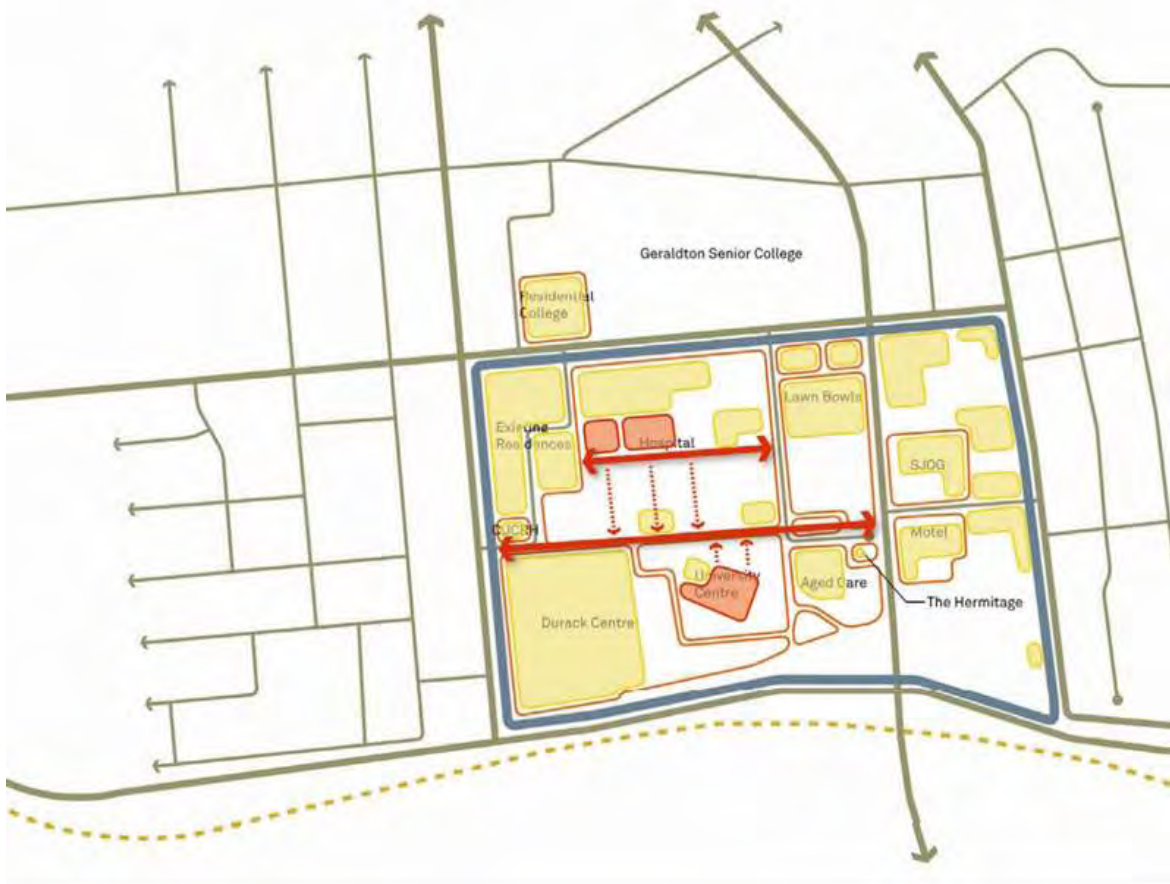 Geraldton Senior College
Residential
College
Lawn Bowls
Existing
Residences
Hospital
SJOG
CUCRH
Motel
University
Centre
Aged Care
The Hermitage
Durack Centre